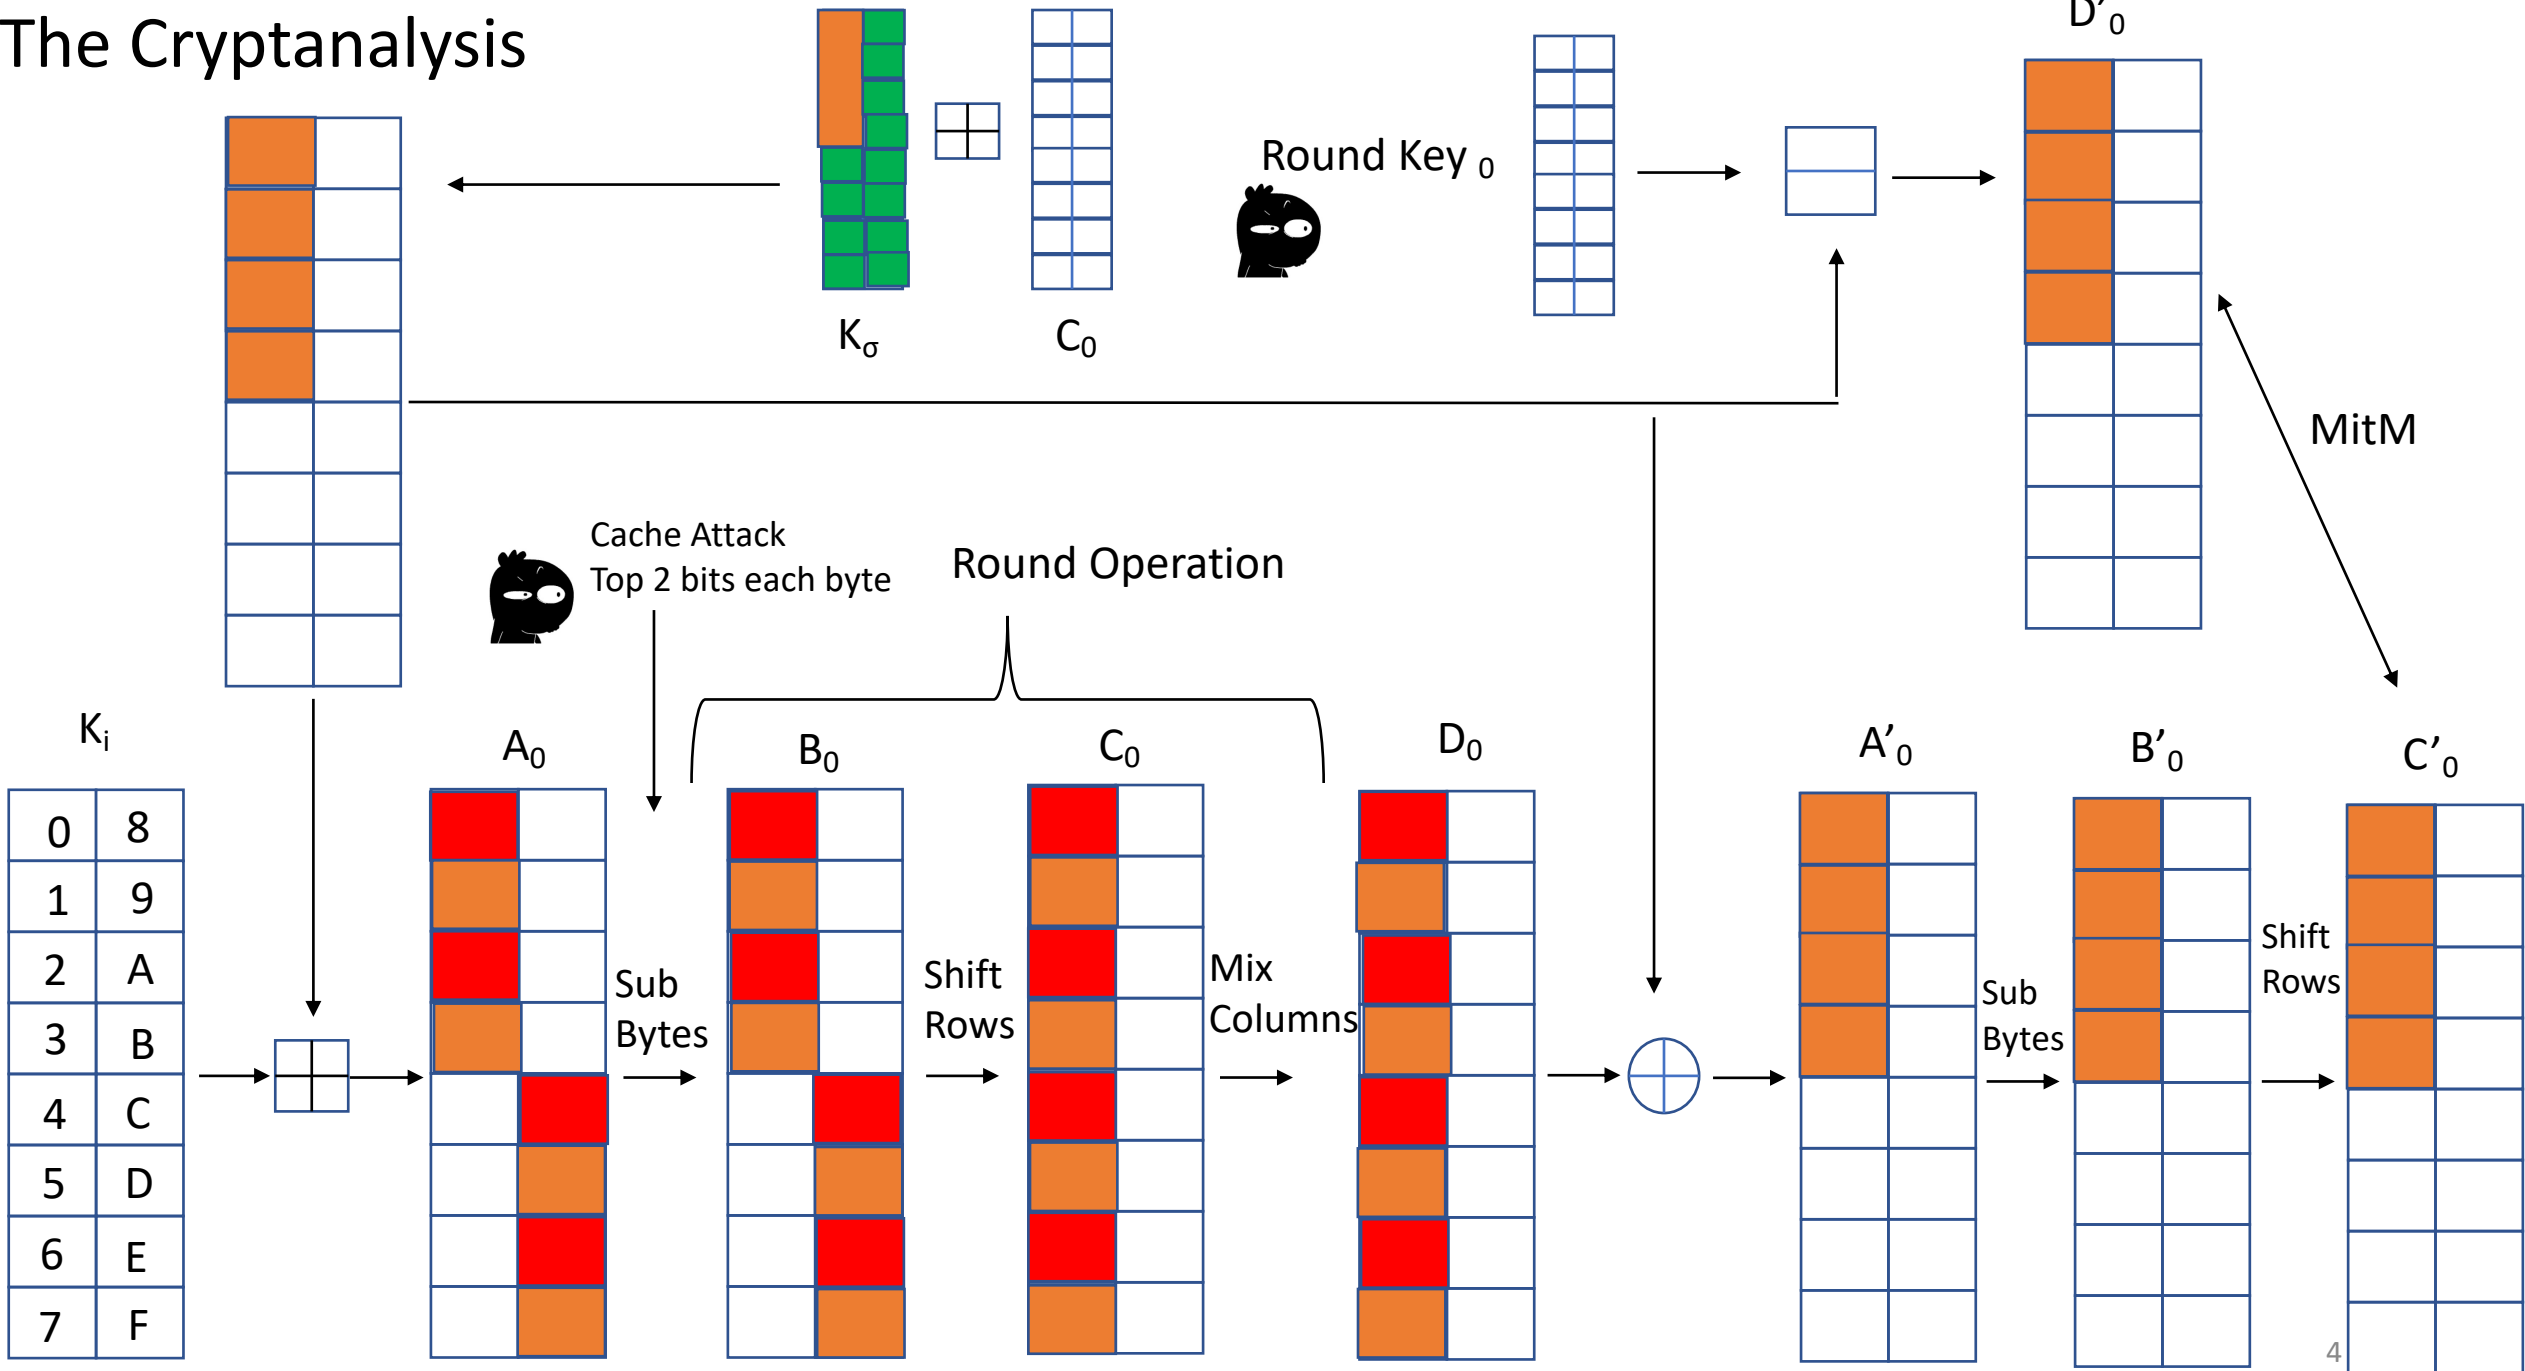 The Cryptanalysis
D’0
Kσ
C0
Round Key 0
MitM
Cache Attack
Top 2 bits each byte
Round Operation
Ki
A0
B0
C0
D0
A’0
B’0
C’0
0 8
1 9
2 A
3 B
4 C
5 D
6 E
7 F
Sub
Bytes
Shift
Rows
Mix
Columns
Sub
Bytes
Shift
Rows
4